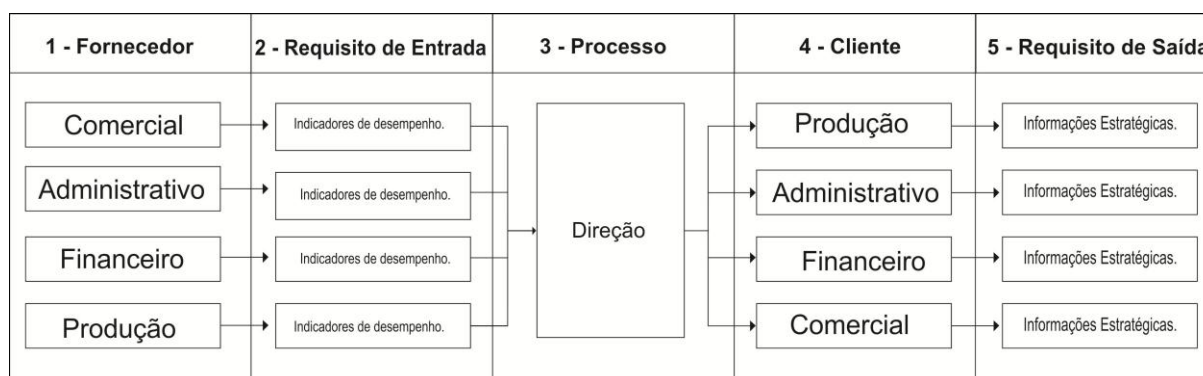 1 - Fornecedor
2 - Requisito de Entrada
3 - Processo
4 - Cliente
5 - Requisito de Saída
Comercial
Indicadores de desempenho.
Produção
Informações Estratégicas.
Administrativo
Indicadores de desempenho.
Direção
Administrativo
Informações Estratégicas.
Financeiro
Indicadores de desempenho.
Financeiro
Informações Estratégicas.
Produção
Indicadores de desempenho.
Comercial
Informações Estratégicas.